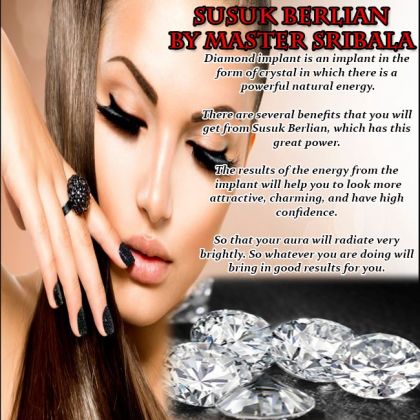 SUSUK BERLIAN
BY MASTER SRIBALA
Diamond implant is an implant in the
form of crystal in which there is a
powerful natural energy.
There are several benefits that you will
get from Susuk Berlian, which has this
great power.
The results of the energy from the
implant will help you to look more
attractive, charming, and have high
confidence.
So that your aura will radiate very
brightly. So whatever you are doing will
bring in good results for you.